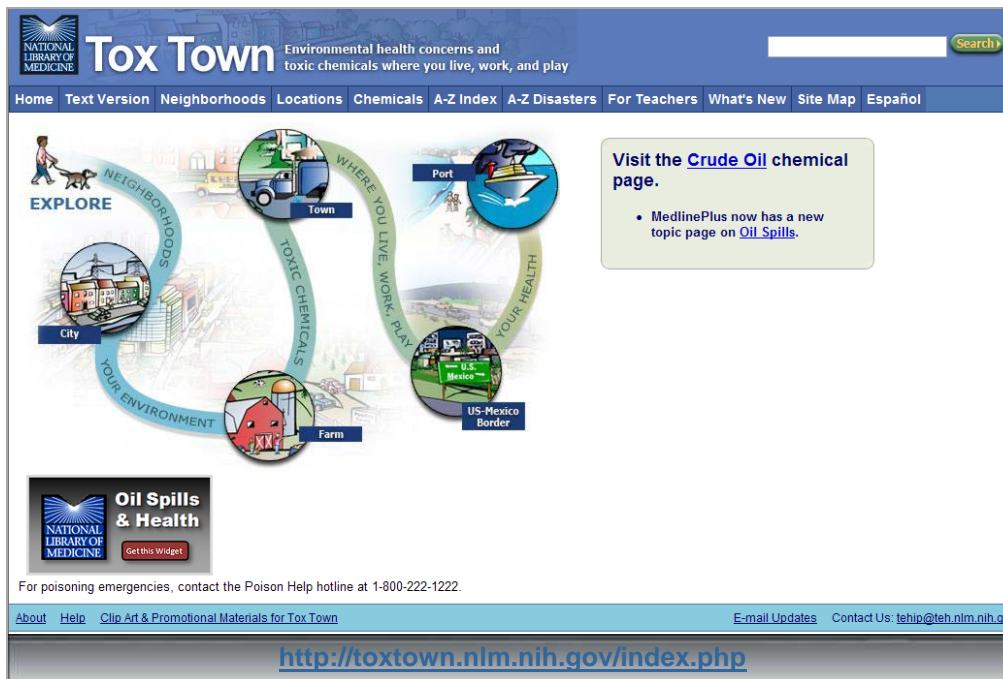 NATIONAL
LIBRARY OF
MEDICINE
Tox Town
Environmental health concerns and
toxic chemicals where you live, work, and play
Search
Home Text Version Neighborhoods Locations Chemicals A-Z Index A-Z Disasters For Teachers What's New Site Map Español
EXPLORE
NEIGHBORHOODS
City
YOUR ENVIRONMENT
Farm
TOXIC CHEMICALS
Town
WHERE YOU LIVE, WORK, PLAY
U.S.
Mexico
US-Mexico
Border
YOUR HEALTH
Port
Visit the Crude Oil chemical
page.
• MedlinePlus now has a new
topic page on Oil Spills.
NATIONAL
LIBRARY OF
MEDICINE
Oil Spills
& Health
Get this Widget
For poisoning emergencies, contact the Poison Help hotline at 1-800-222-1222.
About Help Clip Art & Promotional Materials for Tox Town E-mail Updates Contact Us: tehip@teh.nlm.nih.g
http://toxtown.nlm.nih.gov/index.php